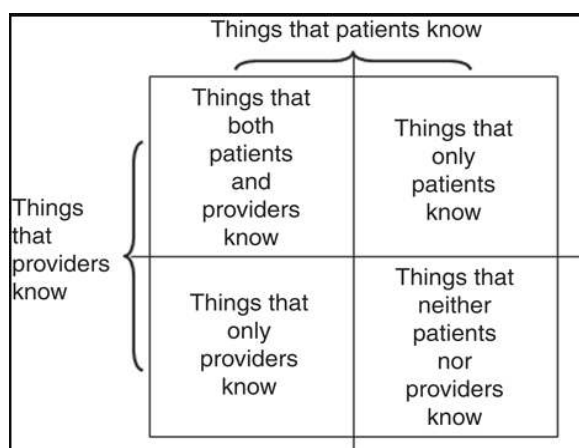 Things that patients know
Things that
both
patients
and
providers
know
Things that
only
patients
know
Things
that
providers
know
Things that
only
providers
know
Things that
neither
patients
nor
providers
know